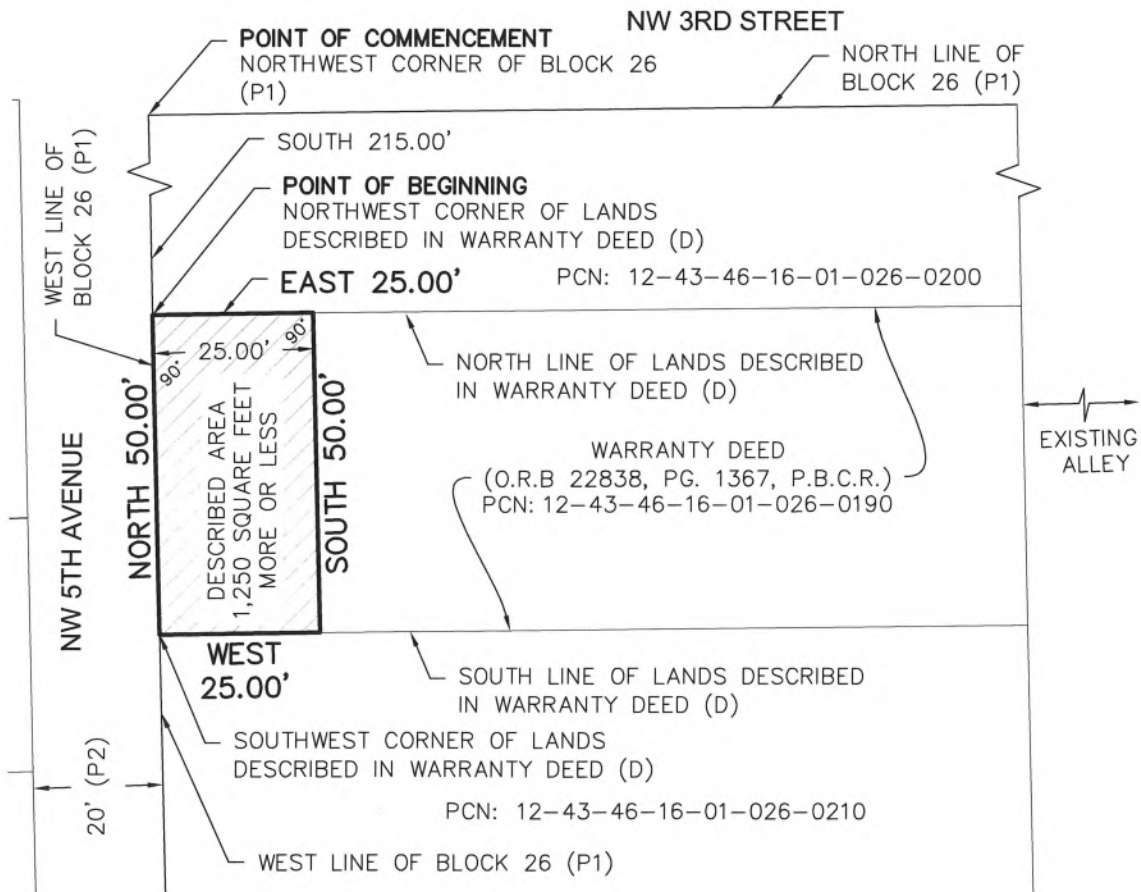 NW 3RD STREET
POINT OF COMMENCEMENT
NORTHWEST CORNER OF BLOCK 26
(P1)
NORTH LINE OF
BLOCK 26 (P1)
WEST LINE OF
BLOCK 26 (P1)
SOUTH 215.00'
POINT OF BEGINNING
NORTHWEST CORNER OF LANDS
DESCRIBED IN WARRANTY DEED (D)
EAST 25.00'
PCN: 12-43-46-16-01-026-0200
90°
25.00'
90°
NORTH LINE OF LANDS DESCRIBED
IN WARRANTY DEED (D)
NW 5TH AVENUE
NORTH 50.00'
DESCRIBED AREA
1,250 SQUARE FEET
MORE OR LESS
SOUTH 50.00'
WARRANTY DEED
(O.R.B 22838, PG. 1367, P.B.C.R.)
PCN: 12-43-46-16-01-026-0190
EXISTING
ALLEY
WEST
25.00'
SOUTH LINE OF LANDS DESCRIBED
IN WARRANTY DEED (D)
SOUTHWEST CORNER OF LANDS
DESCRIBED IN WARRANTY DEED (D)
20' (P2)
PCN: 12-43-46-16-01-026-0210
WEST LINE OF BLOCK 26 (P1)